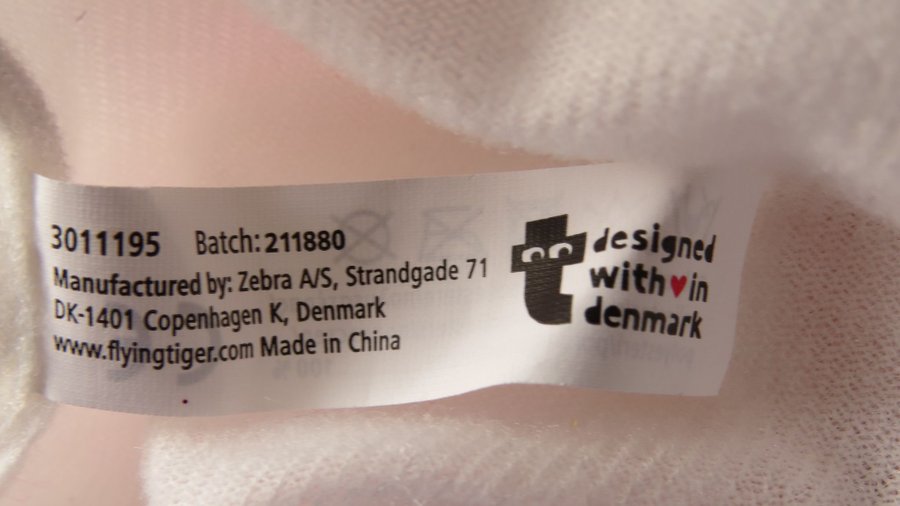 3011195 Batch: 211880
Manufactured by: Zebra A/S, Strandgade 71
DK-1401 Copenhagen K, Denmark
www.flyingtiger.com Made in China
t
designed
with♥in
denmark